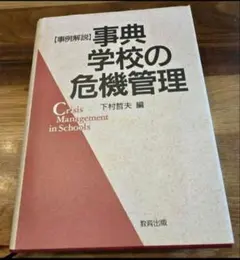 【事例解説】事典
学校の
危機管理
下村哲夫 編
Crisis
Management
in Schools
教育出版